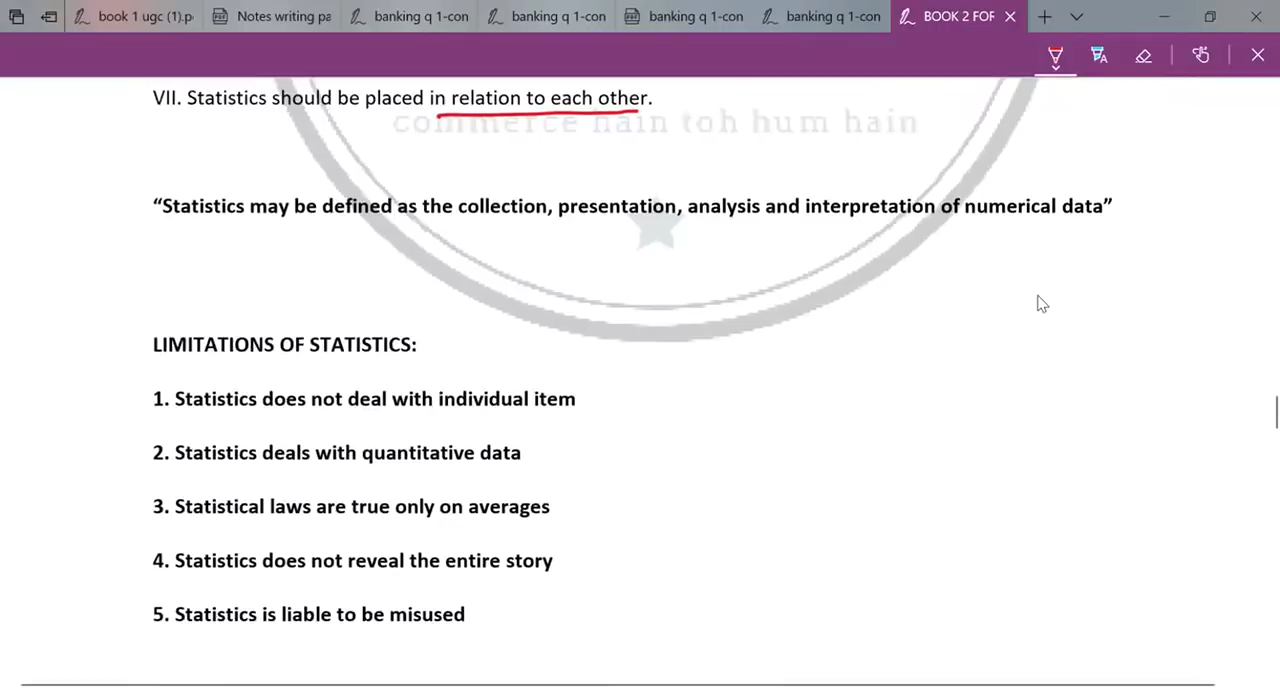 book 1 ugc (1).p
Notes writing pa
banking q 1-con
banking q 1-con
banking q 1-con
banking q 1-con
BOOK 2 FOF
VII. Statistics should be placed in relation to each other.
commerce hain toh hum hain
“Statistics may be defined as the collection, presentation, analysis and interpretation of numerical data”
LIMITATIONS OF STATISTICS:
1. Statistics does not deal with individual item
2. Statistics deals with quantitative data
3. Statistical laws are true only on averages
4. Statistics does not reveal the entire story
5. Statistics is liable to be misused